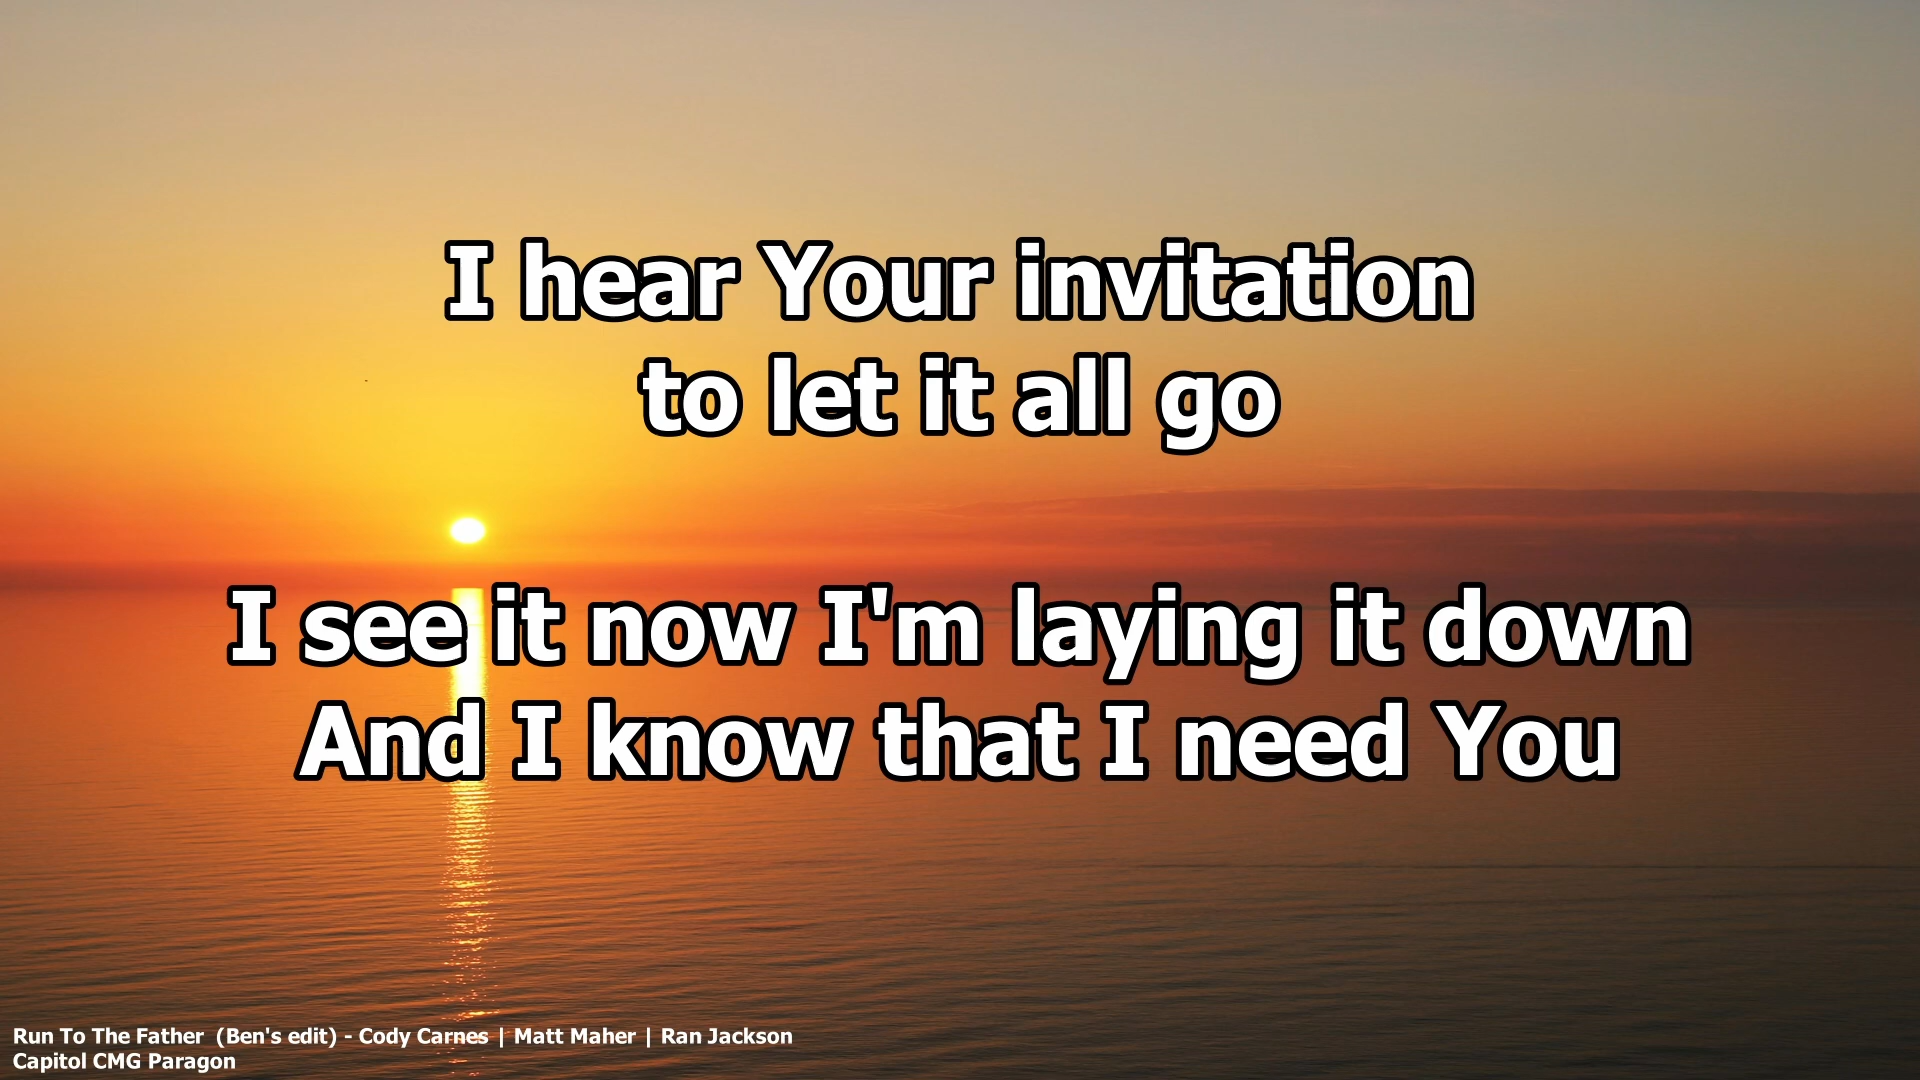 I hear Your invitation
to let it all go
I see it now I'm laying it down
And I know that I need You
Run To The Father  (Ben's edit) - Cody Carnes | Matt Maher | Ran Jackson
Capitol CMG Paragon